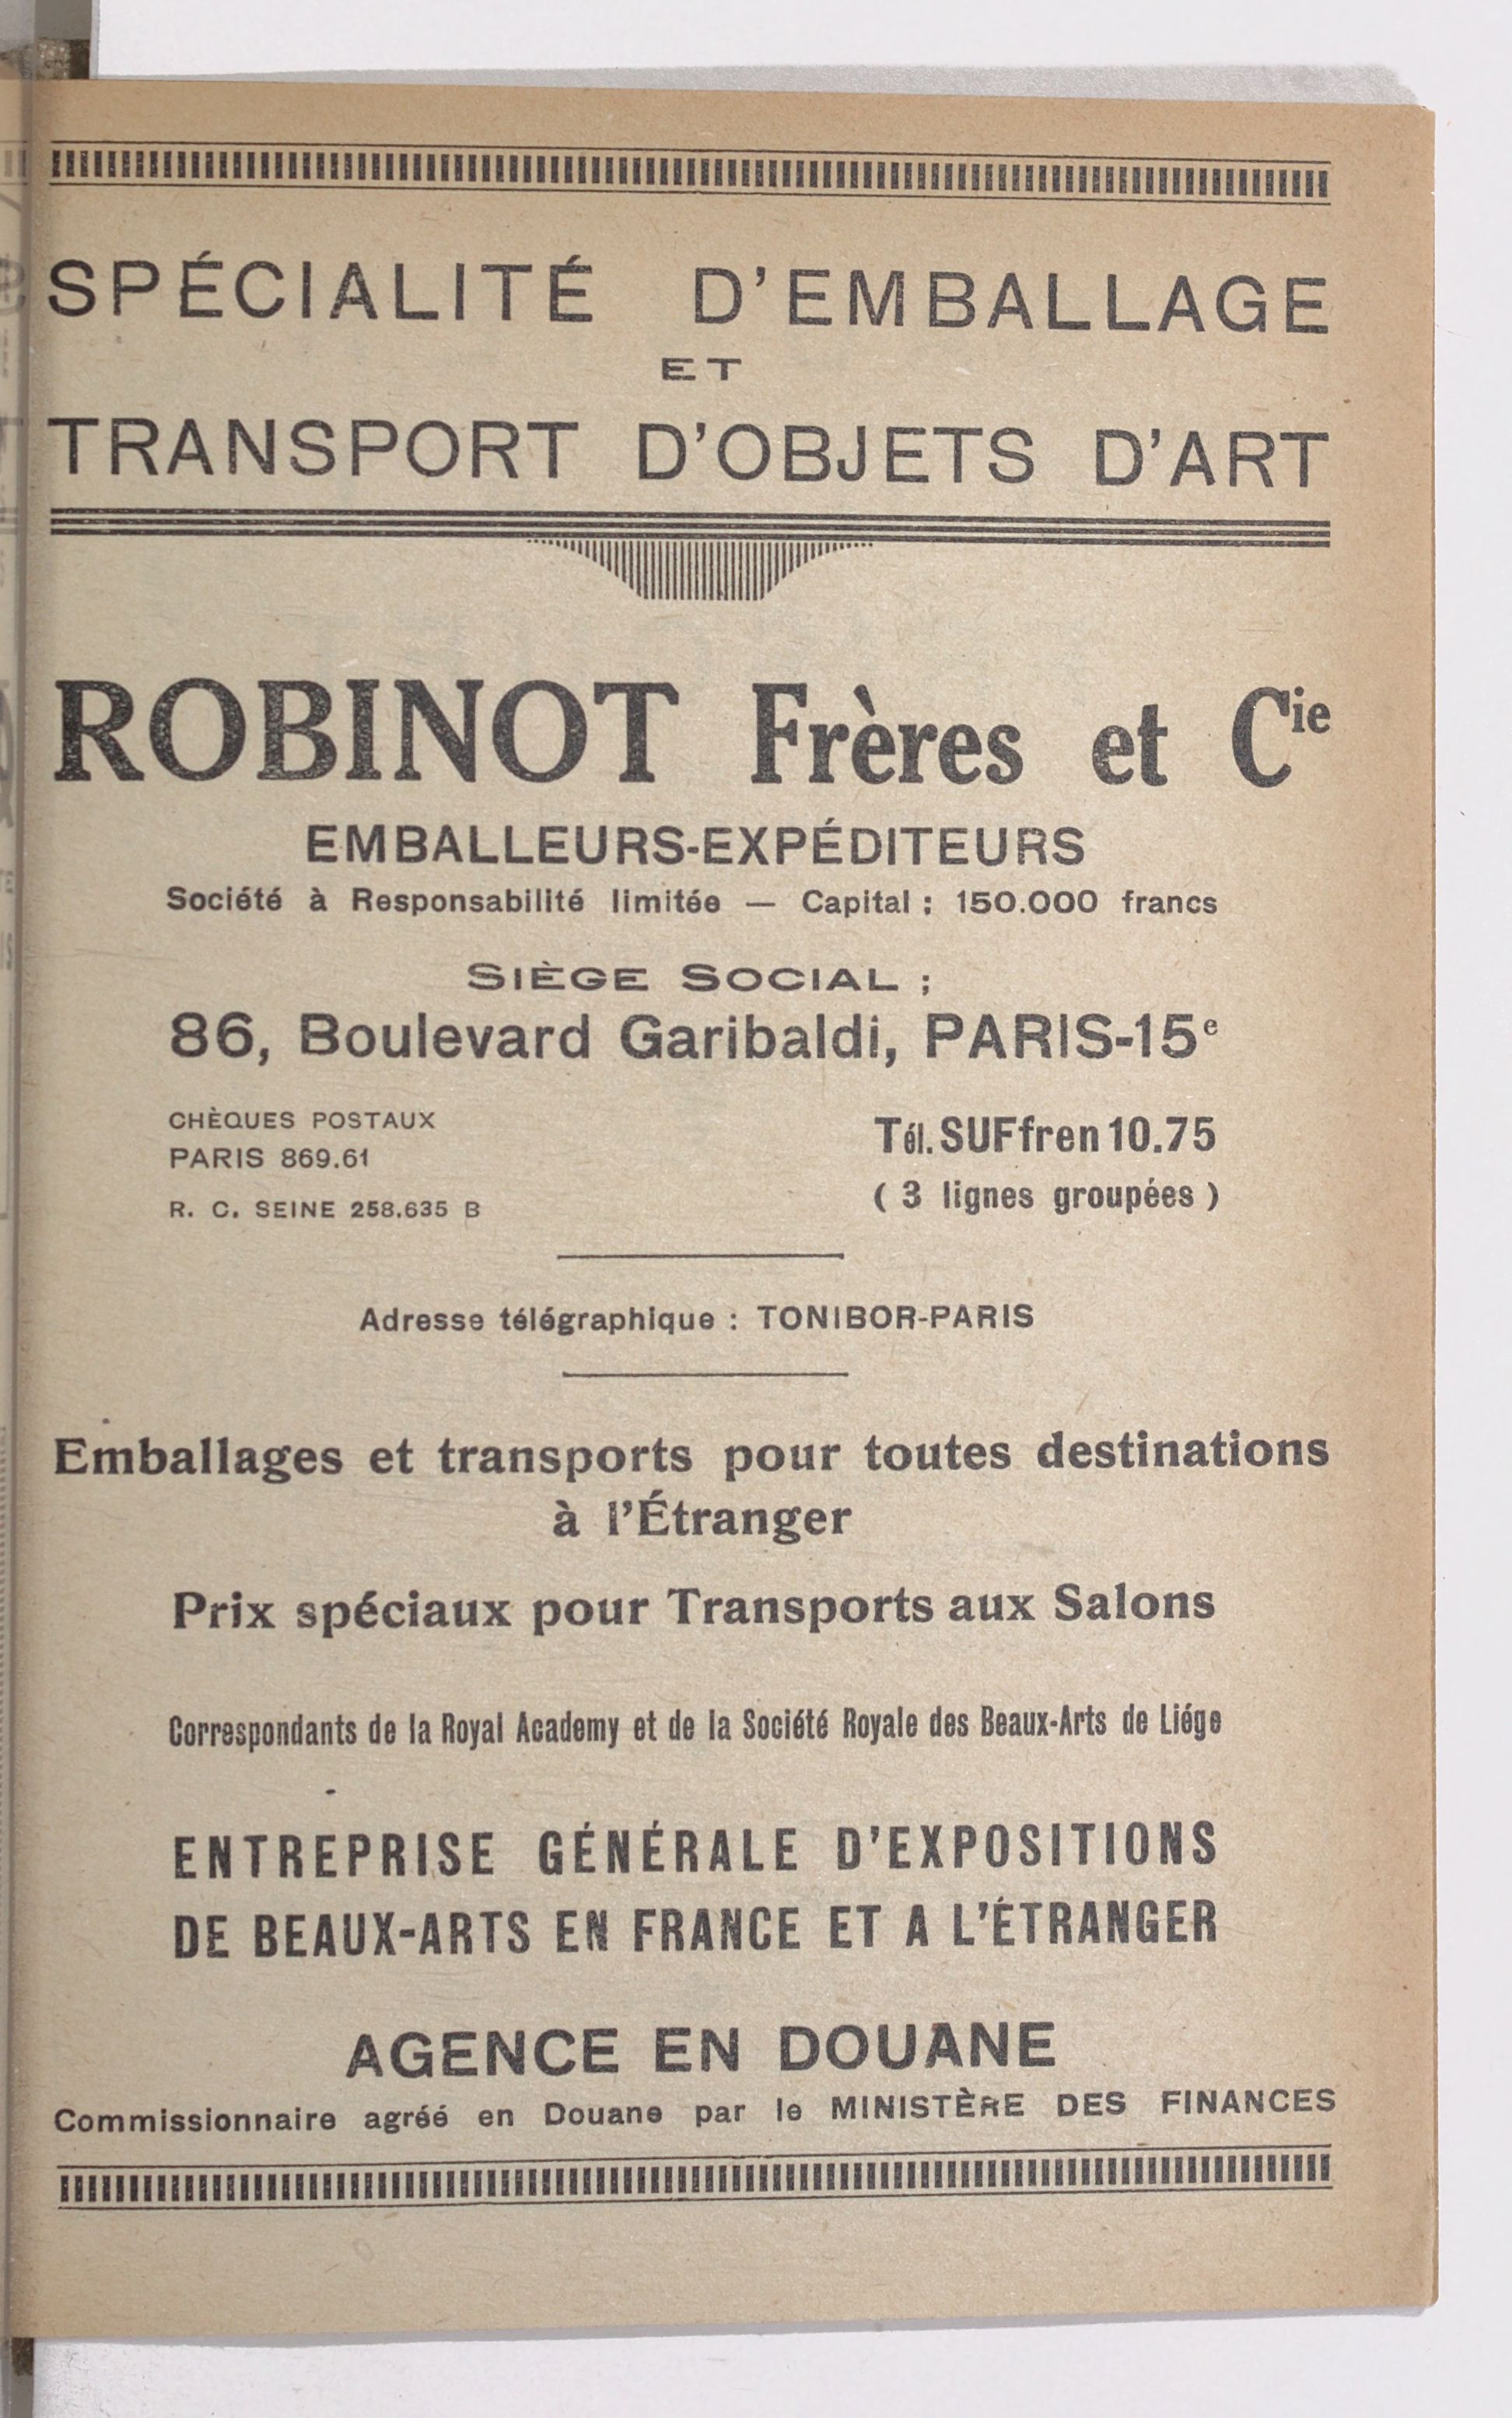 SPÉCIALITÉ D'EMBALLAGE
ET
TRANSPORT D'OBJETS D'ART
ROBINOT Frères et Cie
EMBALLEURS-EXPÉDITEURS
Société à Responsabilité limitée — Capital : 150.000 francs
SIÈGE SOCIAL :
86, Boulevard Garibaldi, PARIS-15e
CHÈQUES POSTAUX
PARIS 869.61
R. C. SEINE 258.635 B
Tél. SUFfren 10.75
( 3 lignes groupées )
Adresse télégraphique : TONIBOR-PARIS
Emballages et transports pour toutes destinations
à l'Étranger
Prix spéciaux pour Transports aux Salons
Correspondants de la Royal Academy et de la Société Royale des Beaux-Arts de Liége
ENTREPRISE GÉNÉRALE D'EXPOSITIONS
DE BEAUX-ARTS EN FRANCE ET A L'ÉTRANGER
AGENCE EN DOUANE
Commissionnaire agréé en Douane par le MINISTÈRE DES FINANCES